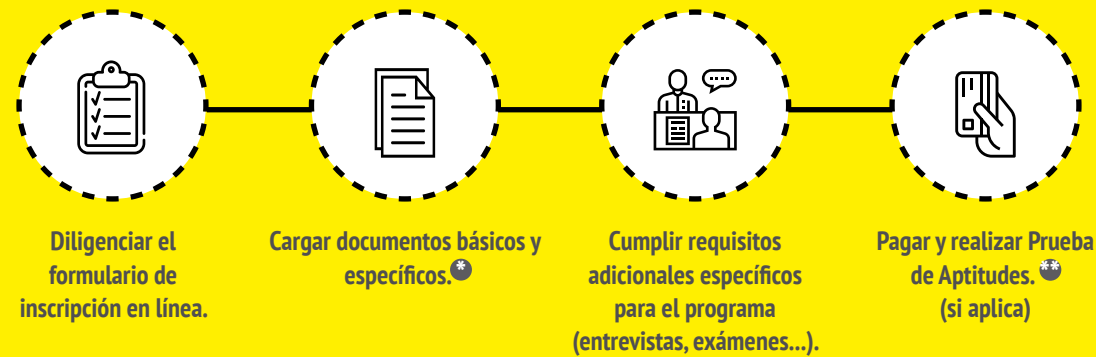 Diligenciar el
formulario de
inscripción en línea.
Cargar documentos básicos y
específicos.*
Cumplir requisitos
adicionales específicos
para el programa
(entrevistas, exámenes...).
Pagar y realizar Prueba
de Aptitudes. **
(si aplica)